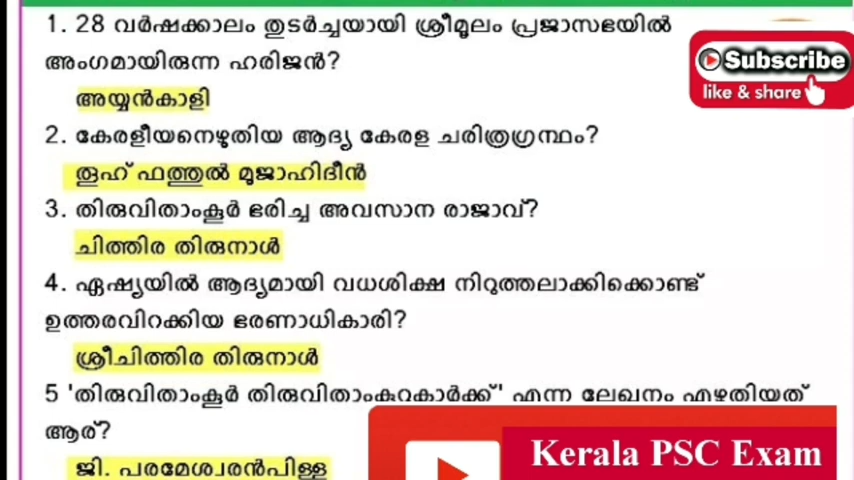 1. 28 വർഷക്കാലം തുടർച്ചയായി ശ്രീമൂലം പ്രജാസഭയിൽ
അംഗമായിരുന്ന ഹരിജൻ?
അയ്യൻകാളി
2. കേരളീയനെഴുതിയ ആദ്യ കേരള ചരിത്രഗ്രന്ഥം?
തൂഹ് ഫത്തുൽ മുജാഹിദീൻ
3. തിരുവിതാംകൂർ ഭരിച്ച അവസാന രാജാവ്?
ചിത്തിര തിരുനാൾ
4. ഏഷ്യയിൽ ആദ്യമായി വധശിക്ഷ നിറുത്തലാക്കിക്കൊണ്ട്
ഉത്തരവിറക്കിയ ഭരണാധികാരി?
ശ്രീചിത്തിര തിരുനാൾ
5 'തിരുവിതാംകൂർ തിരുവിതാംകൂറുകാർക്ക്' എന്ന ലേഖനം എഴുതിയത്
ആര്?
ജി. പരമേശ്വരൻപിള്ള
Subscribe
like & share
Kerala PSC Exam